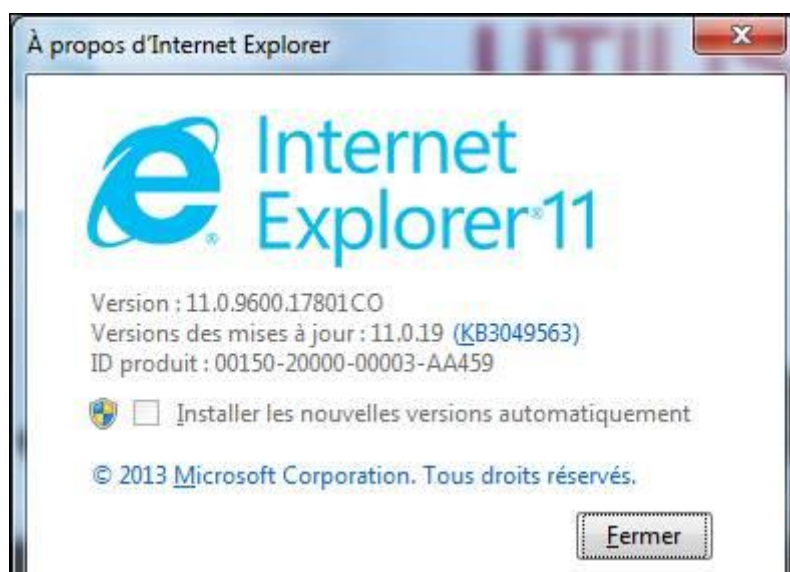 À propos d'Internet Explorer
Internet
Explorer®11
Version : 11.0.9600.17801CO
Versions des mises à jour : 11.0.19 (KB3049563)
ID produit : 00150-20000-00003-AA459
Installer les nouvelles versions automatiquement
© 2013 Microsoft Corporation. Tous droits réservés.
Fermer